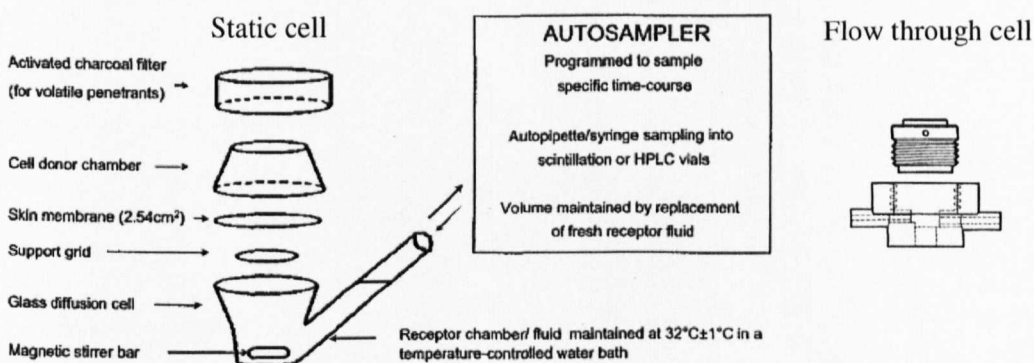 Static cell
Activated charcoal filter
(for volatile penetrants)
Cell donor chamber
Skin membrane (2.54cm²)
Support grid
Glass diffusion cell
Magnetic stirrer bar
AUTOSAMPLER
Programmed to sample
specific time-course
Autopipette/syringe sampling into
scintillation or HPLC vials
Volume maintained by replacement
of fresh receptor fluid
Receptor chamber/ fluid maintained at 32°C±1°C in a
temperature-controlled water bath
Flow through cell